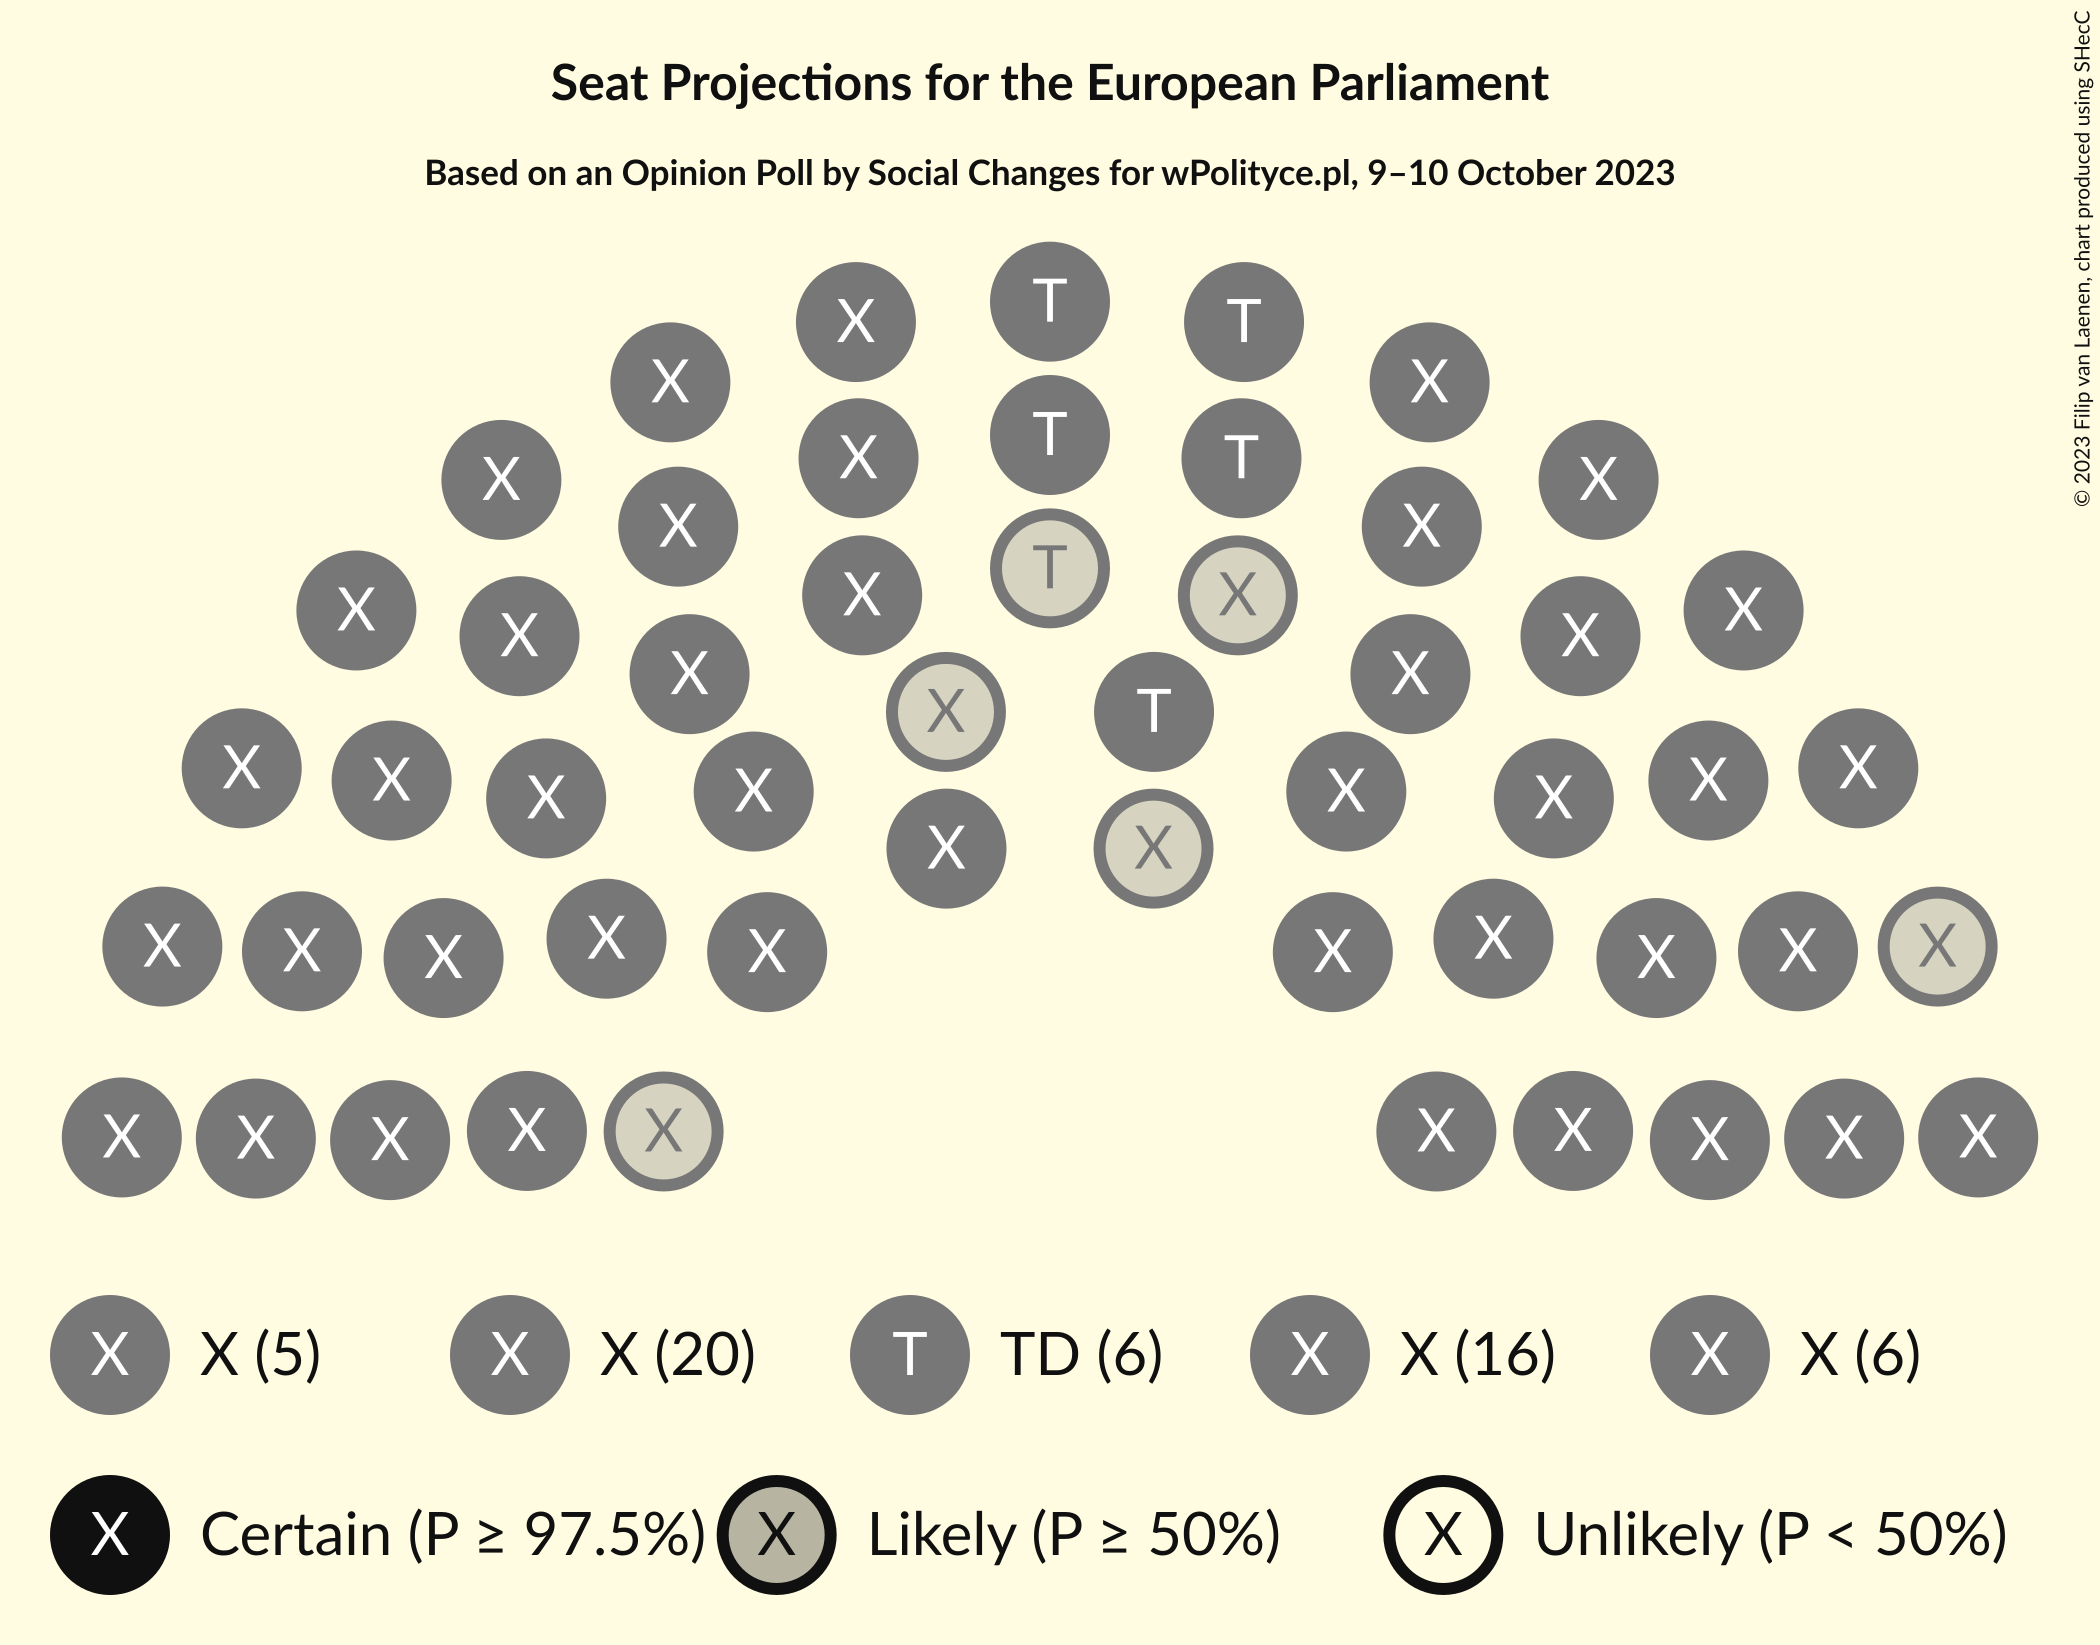 Seat Projections for the European Parliament
Based on an Opinion Poll by Social Changes for wPolityce.pl, 9–10 October 2023
© 2023 Filip van Laenen, chart produced using SHecC
T
X T
X X
T
X T
X X
X X
T
X X
X X
X X
X X
X T
X X X X
X X X X
X X
X X
X X X X
X X X X X X
X X X X X X X X X X
X X (5) X X (20) T TD (6) X X (16) X X (6)
X Certain (P ≥ 97.5%) X Likely (P ≥ 50%) X Unlikely (P < 50%)